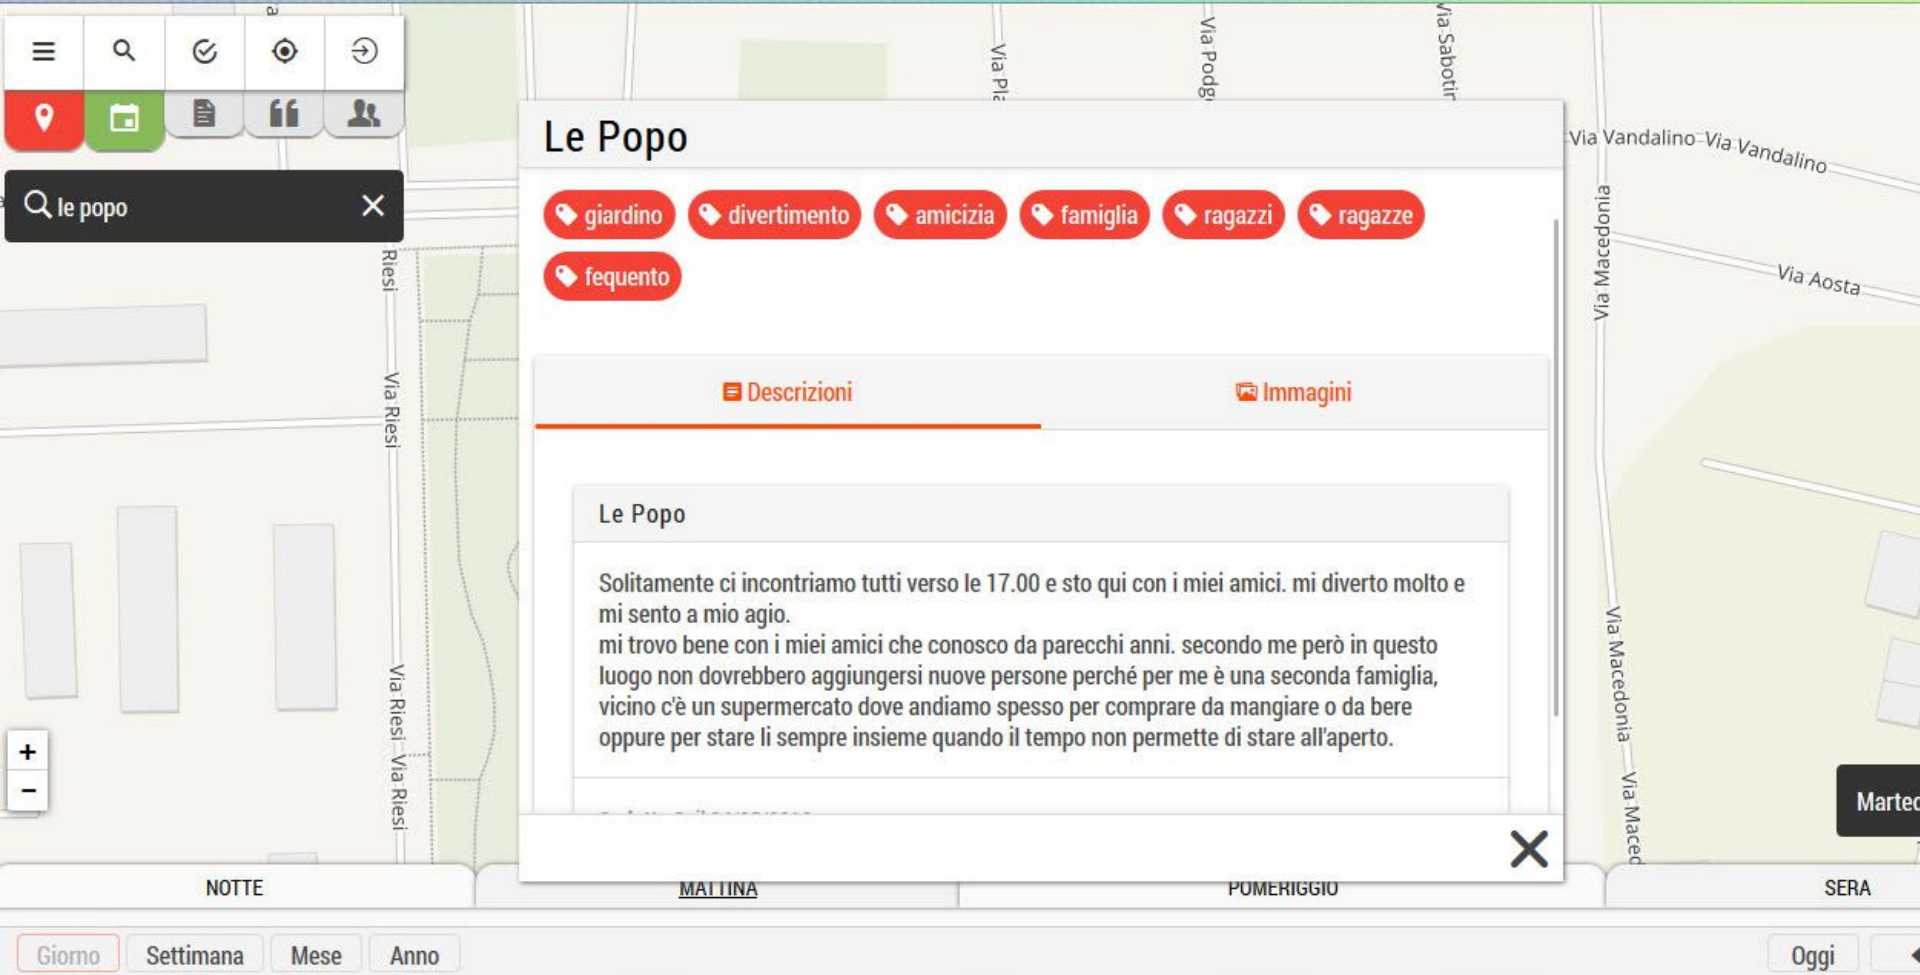 Via Pla
Via Podg
Via Sabotin
le popo
Le Popo
Via Vandalino
Via Vandalino
giardino
divertimento
amicizia
famiglia
ragazzi
ragazze
fequento
Riesi
Via Macedonia
Via Aosta
Via Riesi
Descrizioni
Immagini
Le Popo
Solitamente ci incontriamo tutti verso le 17.00 e sto qui con i miei amici. mi diverto molto e
mi sento a mio agio.
mi trovo bene con i miei amici che conosco da parecchi anni. secondo me però in questo
luogo non dovrebbero aggiungersi nuove persone perché per me è una seconda famiglia,
vicino c'è un supermercato dove andiamo spesso per comprare da mangiare o da bere
oppure per stare li sempre insieme quando il tempo non permette di stare all'aperto.
Via Riesi
Via Riesi
Via Macedonia
Via Maced
+
−
Marted
NOTTE
MATTINA
POMERIGGIO
SERA
Giorno
Settimana
Mese
Anno
Oggi